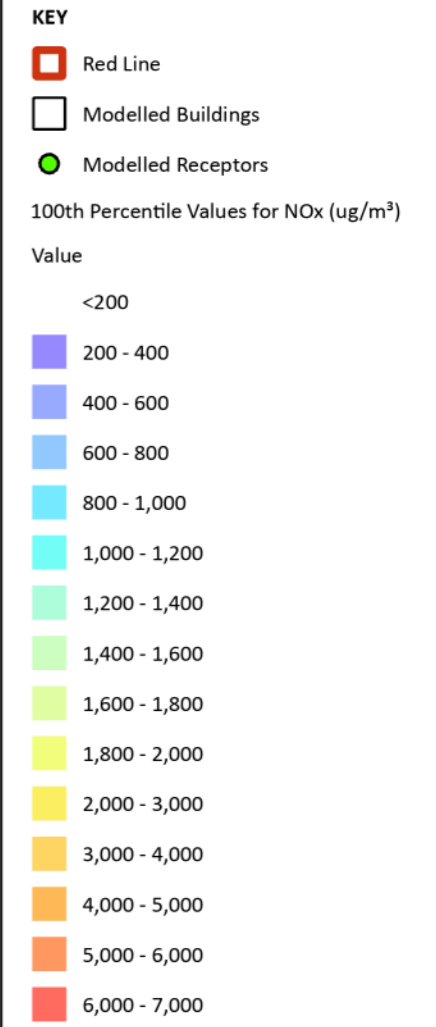 KEY
Red Line
Modelled Buildings
Modelled Receptors
100th Percentile Values for NOx (ug/m³)
Value
<200
200 - 400
400 - 600
600 - 800
800 - 1,000
1,000 - 1,200
1,200 - 1,400
1,400 - 1,600
1,600 - 1,800
1,800 - 2,000
2,000 - 3,000
3,000 - 4,000
4,000 - 5,000
5,000 - 6,000
6,000 - 7,000